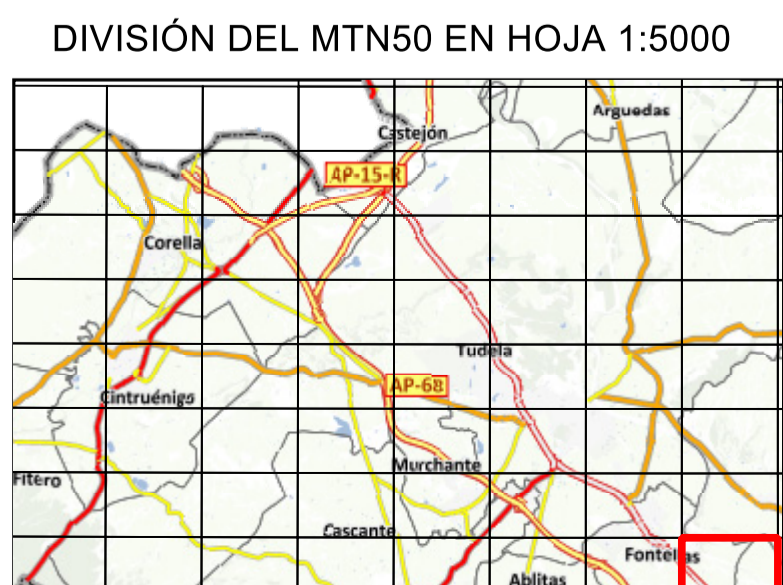 DIVISIÓN DEL MTN50 EN HOJA 1:5000
Arguedas
Castejón
AP-15-R
Corella
Tudela
AP-68
Cintruénigo
Murchante
Fitero
Cascante
Fontellas
Ablitas